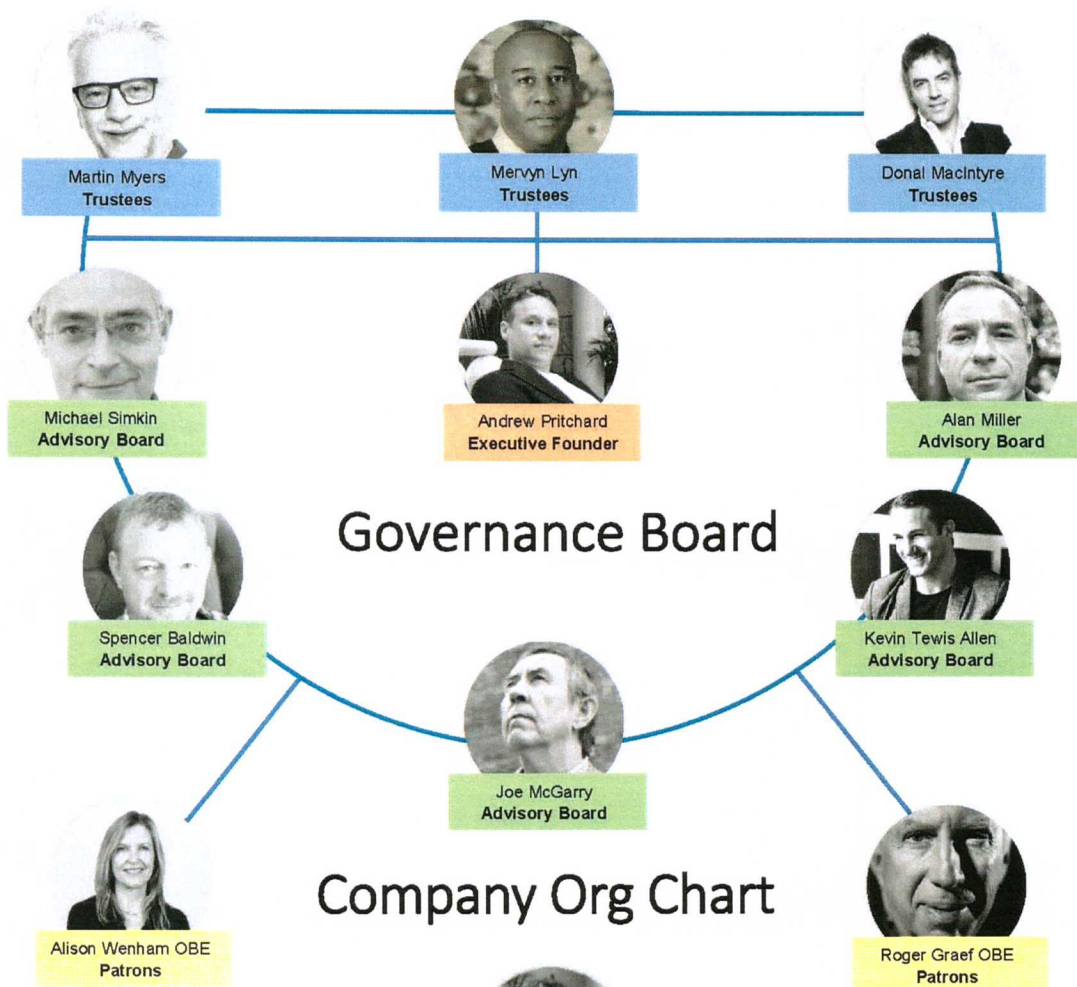 Martin Myers
Trustees
Mervyn Lyn
Trustees
Donal MacIntyre
Trustees
Michael Simkin
Advisory Board
Andrew Pritchard
Executive Founder
Alan Miller
Advisory Board
Governance Board
Spencer Baldwin
Advisory Board
Kevin Tewis Allen
Advisory Board
Joe McGarry
Advisory Board
Company Org Chart
Alison Wenham OBE
Patrons
Roger Graef OBE
Patrons